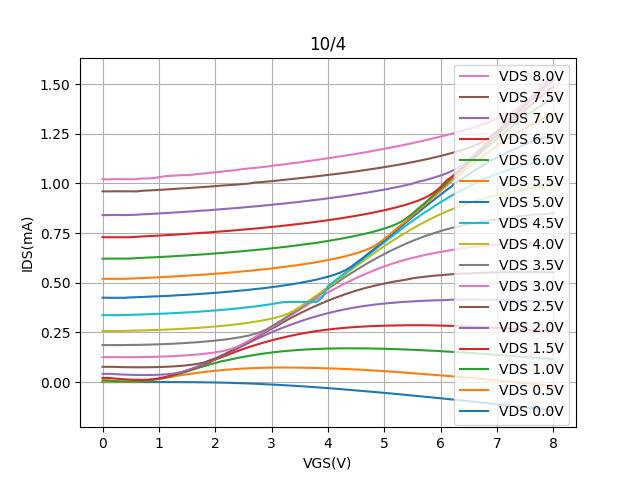 10/4
IDS(mA)
1.50
1.25
1.00
0.75
0.50
0.25
0.00
VDS 8.0V
VDS 7.5V
VDS 7.0V
VDS 6.5V
VDS 6.0V
VDS 5.5V
VDS 5.0V
VDS 4.5V
VDS 4.0V
VDS 3.5V
VDS 3.0V
VDS 2.5V
VDS 2.0V
VDS 1.5V
VDS 1.0V
VDS 0.5V
VDS 0.0V
0 1 2 3 4 5 6 7 8
VGS(V)